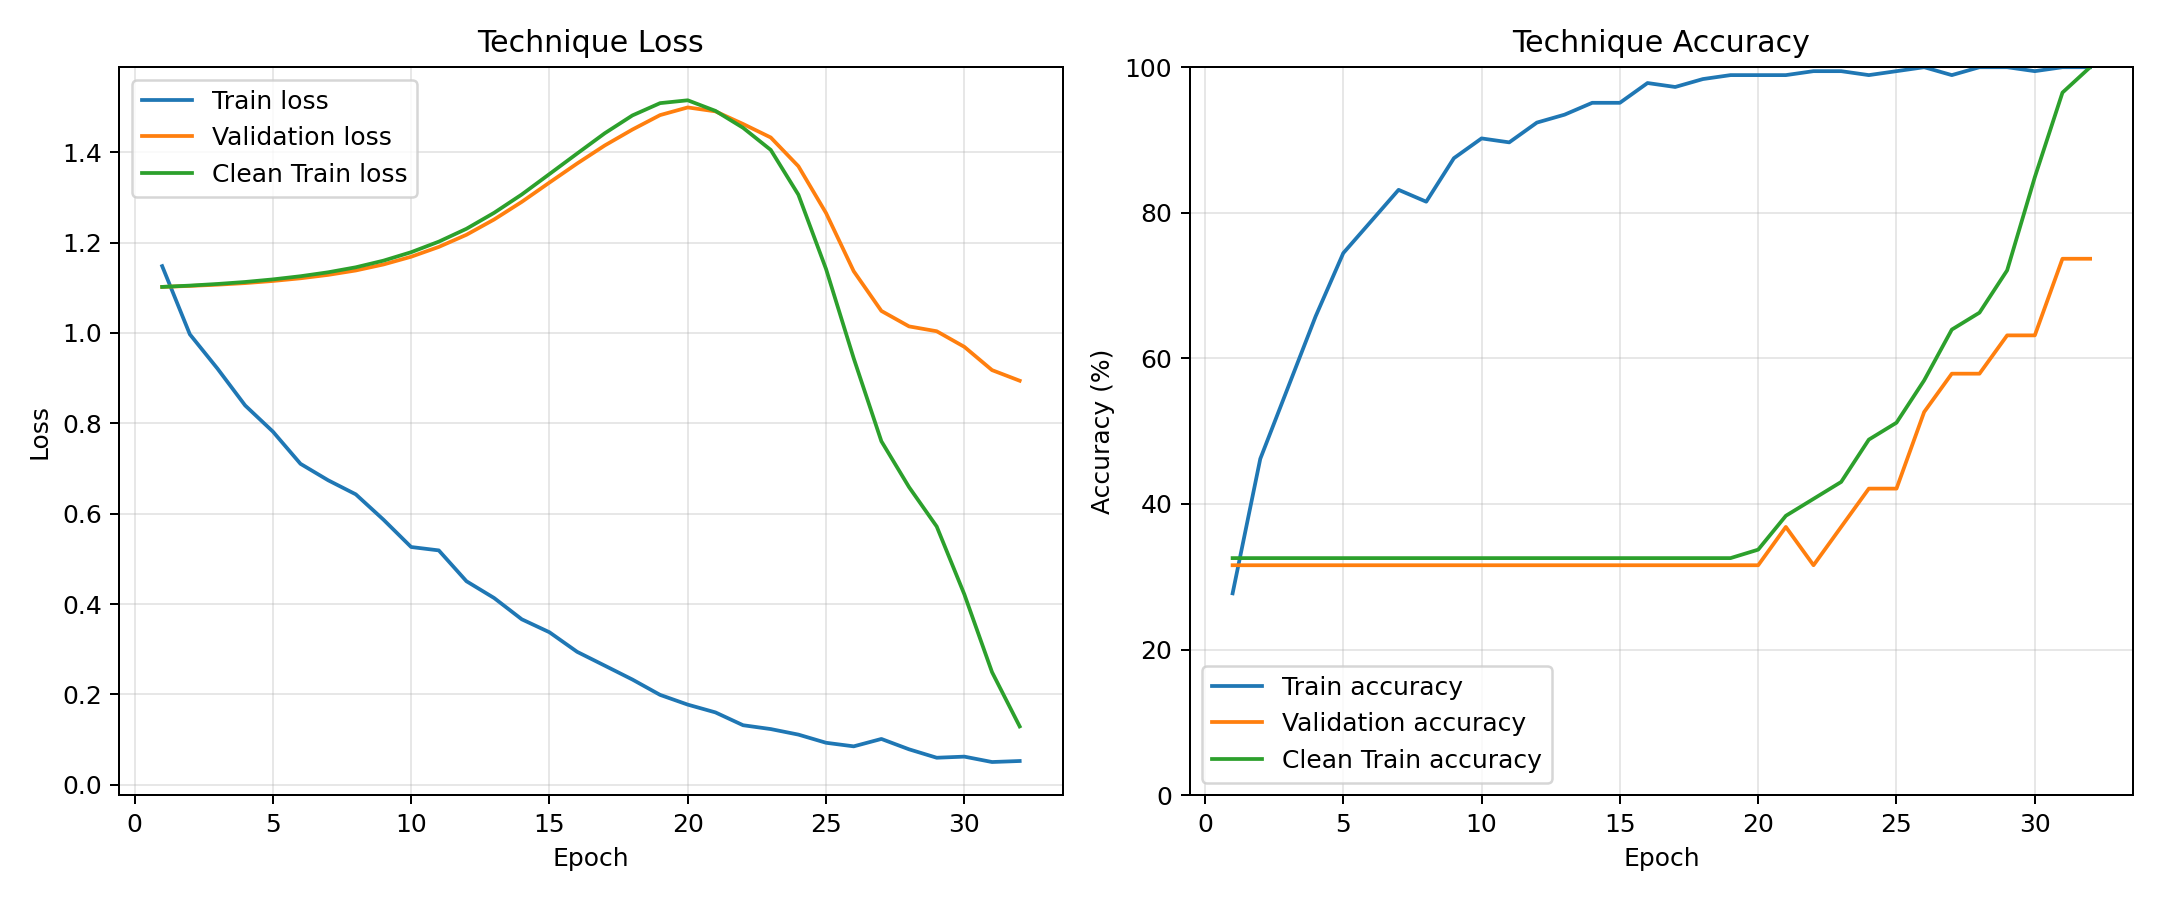 Technique Loss
Train loss
Validation loss
Clean Train loss
1.4
1.2
1.0
0.8
0.6
0.4
0.2
0.0
Loss
0 5 10 15 20 25 30
Epoch
Technique Accuracy
100
80
60
40
20
0
Accuracy (%)
Train accuracy
Validation accuracy
Clean Train accuracy
0 5 10 15 20 25 30
Epoch